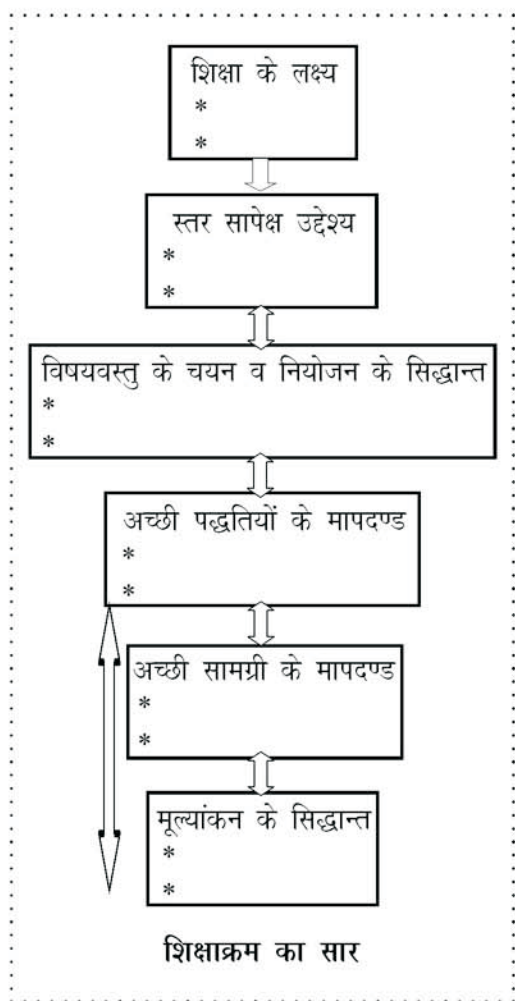 शिक्षा के लक्ष्य
*
*
स्तर सापेक्ष उद्देश्य
*
*
विषयवस्तु के चयन व नियोजन के सिद्धान्त
*
*
अच्छी पद्धतियों के मापदण्ड
*
*
अच्छी सामग्री के मापदण्ड
*
*
मूल्यांकन के सिद्धान्त
*
*
शिक्षाक्रम का सार